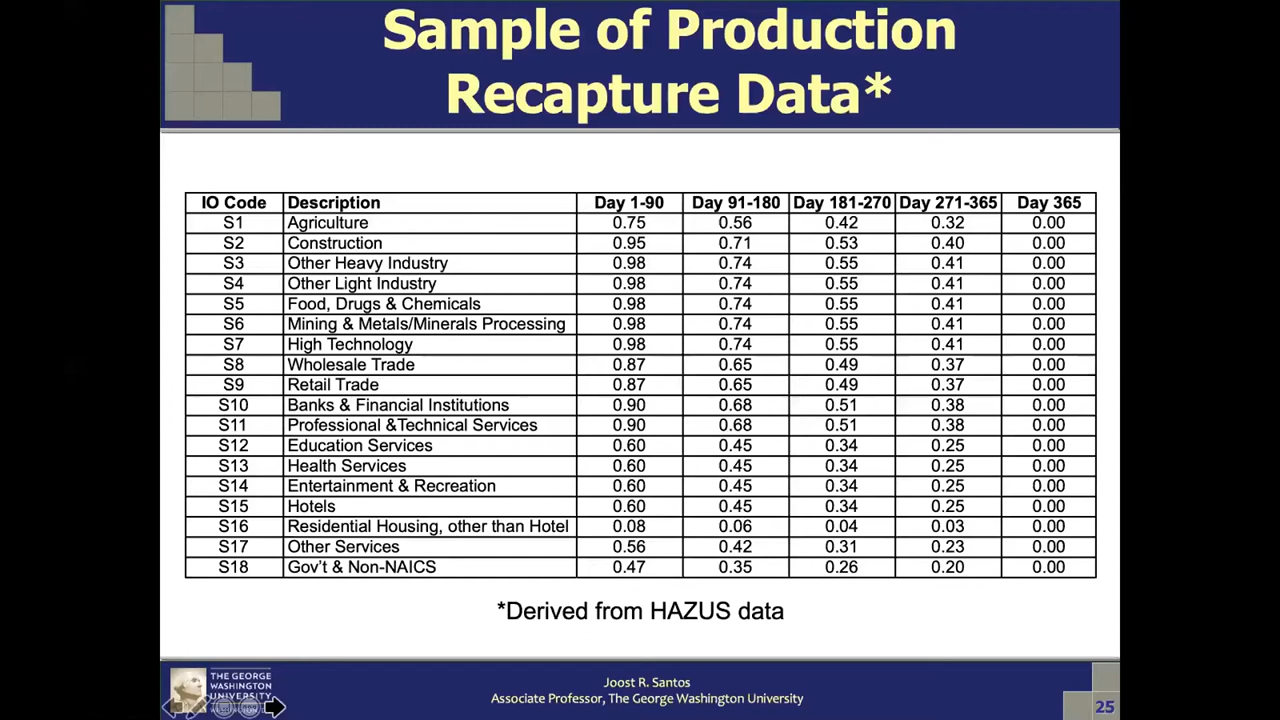 Sample of Production
Recapture Data*
IO Code Description Day 1-90 Day 91-180 Day 181-270 Day 271-365 Day 365
S1 Agriculture 0.75 0.56 0.42 0.32 0.00
S2 Construction 0.95 0.71 0.53 0.40 0.00
S3 Other Heavy Industry 0.98 0.74 0.55 0.41 0.00
S4 Other Light Industry 0.98 0.74 0.55 0.41 0.00
S5 Food, Drugs & Chemicals 0.98 0.74 0.55 0.41 0.00
S6 Mining & Metals/Minerals Processing 0.98 0.74 0.55 0.41 0.00
S7 High Technology 0.98 0.74 0.55 0.41 0.00
S8 Wholesale Trade 0.87 0.65 0.49 0.37 0.00
S9 Retail Trade 0.87 0.65 0.49 0.37 0.00
S10 Banks & Financial Institutions 0.90 0.68 0.51 0.38 0.00
S11 Professional &Technical Services 0.90 0.68 0.51 0.38 0.00
S12 Education Services 0.60 0.45 0.34 0.25 0.00
S13 Health Services 0.60 0.45 0.34 0.25 0.00
S14 Entertainment & Recreation 0.60 0.45 0.34 0.25 0.00
S15 Hotels 0.60 0.45 0.34 0.25 0.00
S16 Residential Housing, other than Hotel 0.08 0.06 0.04 0.03 0.00
S17 Other Services 0.56 0.42 0.31 0.23 0.00
S18 Gov't & Non-NAICS 0.47 0.35 0.26 0.20 0.00
*Derived from HAZUS data
THE GEORGE
WASHINGTON
UNIVERSITY
Joost R. Santos
Associate Professor, The George Washington University
25